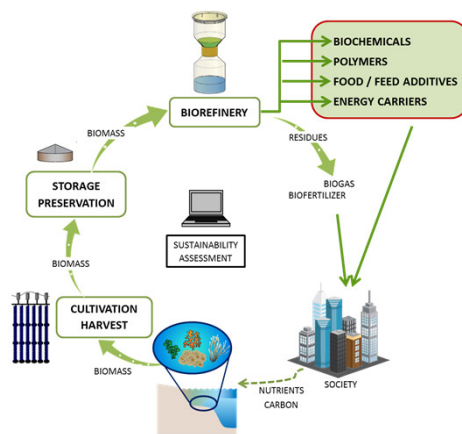 BIOCHEMICALS
POLYMERS
FOOD / FEED ADDITIVES
ENERGY CARRIERS
BIOREFINERY
BIOMASS
RESIDUES
STORAGE
PRESERVATION
BIOGAS
BIOFERTILIZER
SUSTAINABILITY
ASSESSMENT
BIOMASS
CULTIVATION
HARVEST
BIOMASS
NUTRIENTS
CARBON
SOCIETY